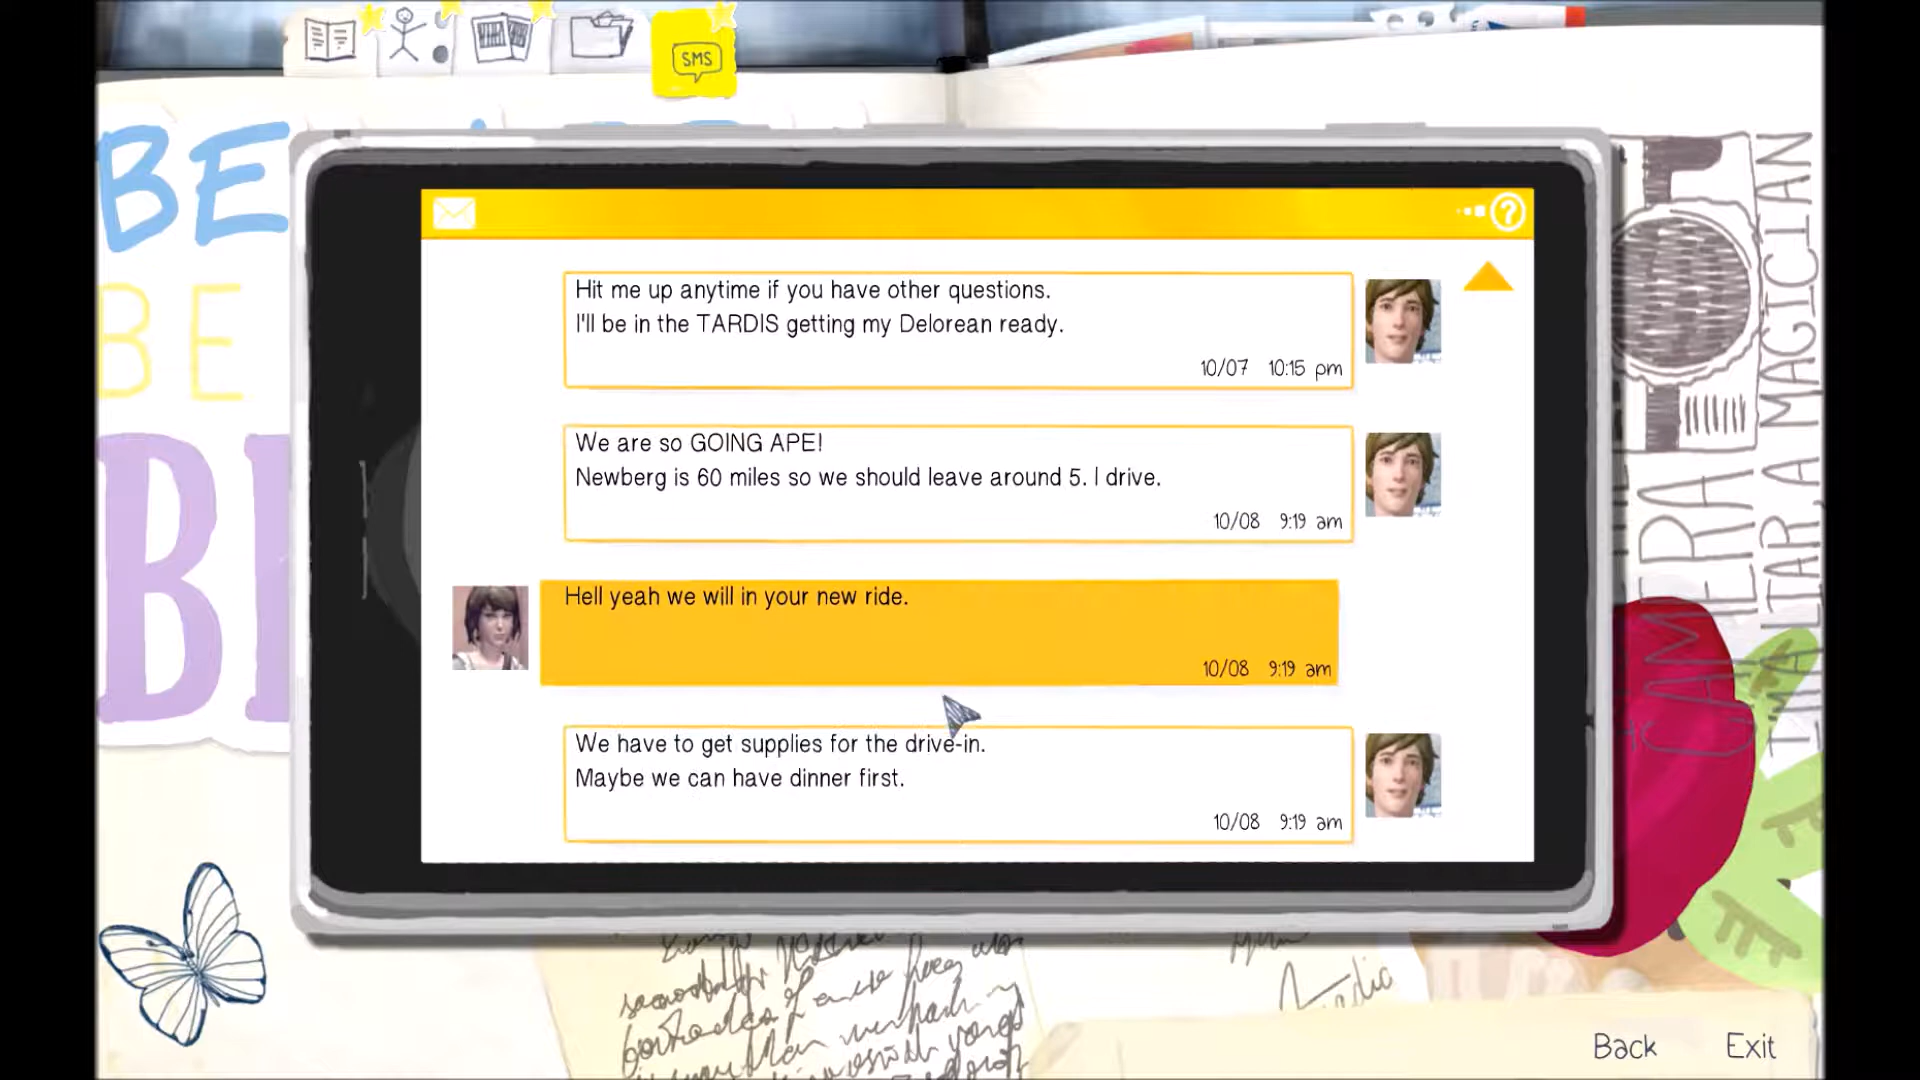 SMS
BE
BE
Hit me up anytime if you have other questions.
I'll be in the TARDIS getting my Delorean ready.
10/07 10:15 pm
We are so GOING APE!
Newberg is 60 miles so we should leave around 5. I drive.
10/08 9:19 am
Hell yeah we will in your new ride.
10/08 9:19 am
We have to get supplies for the drive-in.
Maybe we can have dinner first.
10/08 9:19 am
CAMERA
MAGICIAN
Back
Exit